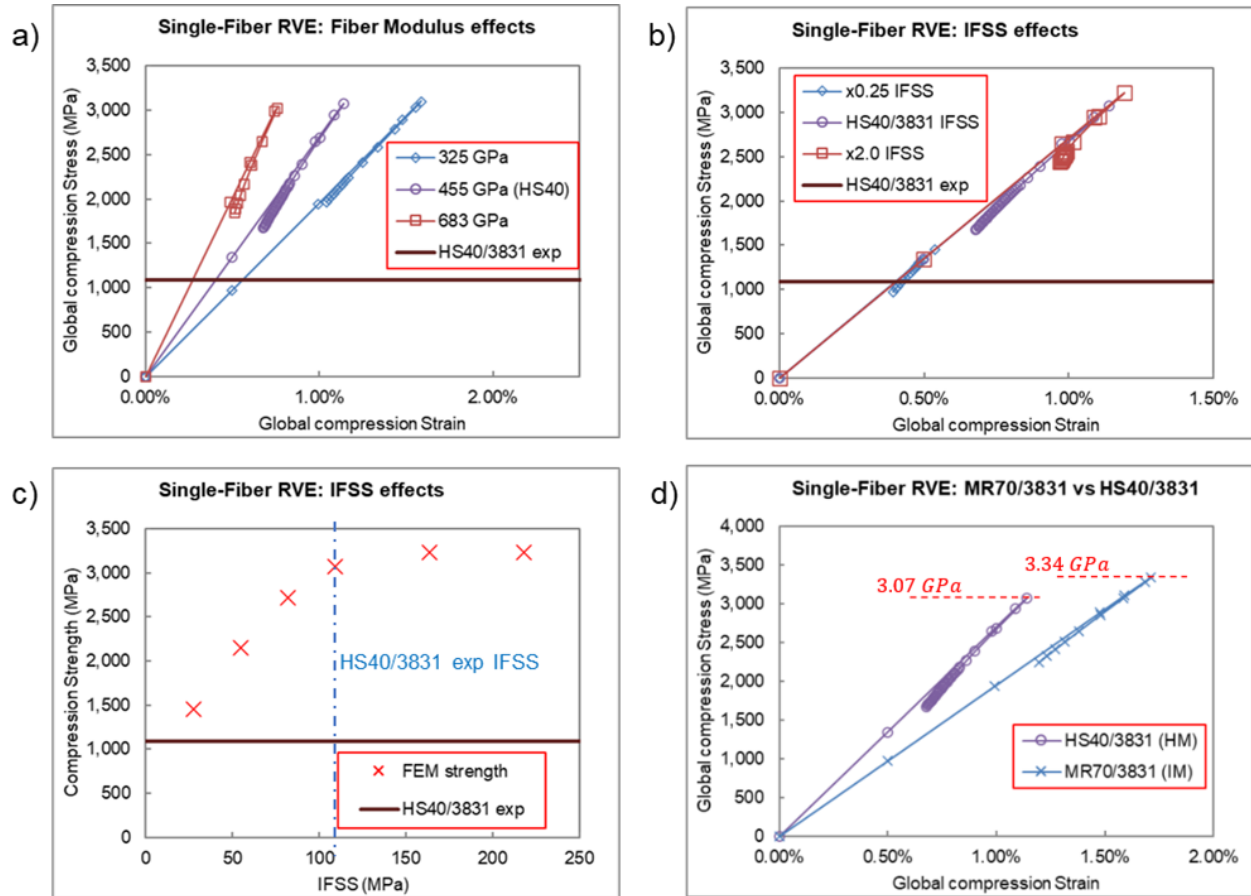 a)
Single-Fiber RVE: Fiber Modulus effects
Global compression Stress (MPa)
3,500
3,000
2,500
2,000
1,500
1,000
500
0
325 GPa
455 GPa (HS40)
683 GPa
HS40/3831 exp
0.00%
1.00%
2.00%
Global compression Strain
b)
Single-Fiber RVE: IFSS effects
Global compression Stress (MPa)
3,500
3,000
2,500
2,000
1,500
1,000
500
0
x0.25 IFSS
HS40/3831 IFSS
x2.0 IFSS
HS40/3831 exp
0.00%
0.50%
1.00%
1.50%
Global compression Strain
c)
Single-Fiber RVE: IFSS effects
Compression Strength (MPa)
3,500
3,000
2,500
2,000
1,500
1,000
500
0
HS40/3831 exp IFSS
FEM strength
HS40/3831 exp
0
50
100
150
200
250
IFSS (MPa)
d)
Single-Fiber RVE: MR70/3831 vs HS40/3831
Global compression Stress (MPa)
4,000
3,500
3,000
2,500
2,000
1,500
1,000
500
0
3.07 GPa
3.34 GPa
HS40/3831 (HM)
MR70/3831 (IM)
0.00%
0.50%
1.00%
1.50%
2.00%
Global compression Strain